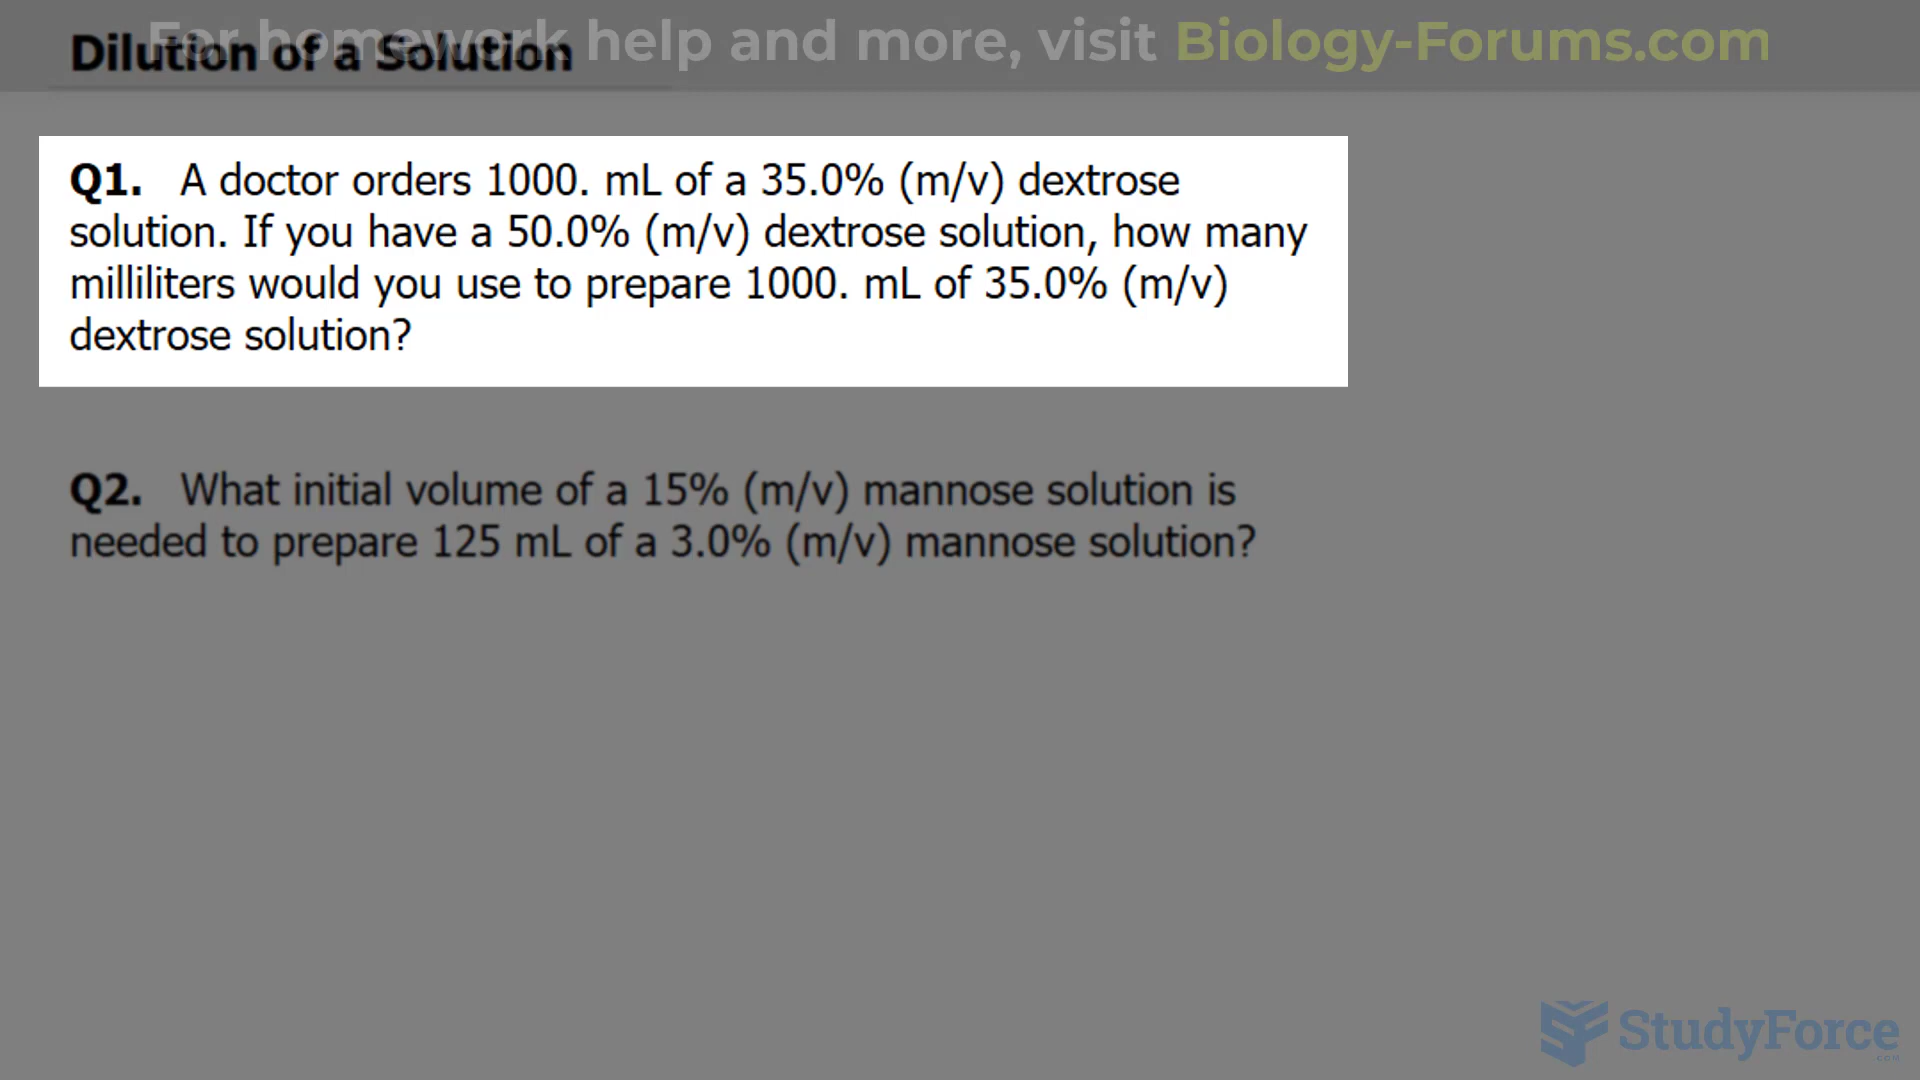 For homework help and more, visit Biology-Forums.com
Dilution of a Solution
Q1. A doctor orders 1000. mL of a 35.0% (m/v) dextrose
solution. If you have a 50.0% (m/v) dextrose solution, how many
milliliters would you use to prepare 1000. mL of 35.0% (m/v)
dextrose solution?
Q2. What initial volume of a 15% (m/v) mannose solution is
needed to prepare 125 mL of a 3.0% (m/v) mannose solution?
StudyForce
.com